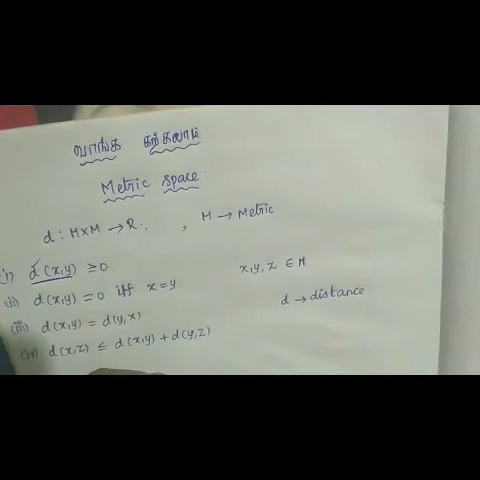 வாங்க கற்கலாம்
Metric space:
d : M×M → R. , M → Metric
(i) d(x,y) ≥ 0. x,y,z ∈ M
(ii) d(x,y) = 0 iff x = y
(iii) d(x,y) = d(y,x) d → distance
(iv) d(x,z) ≤ d(x,y) + d(y,z)